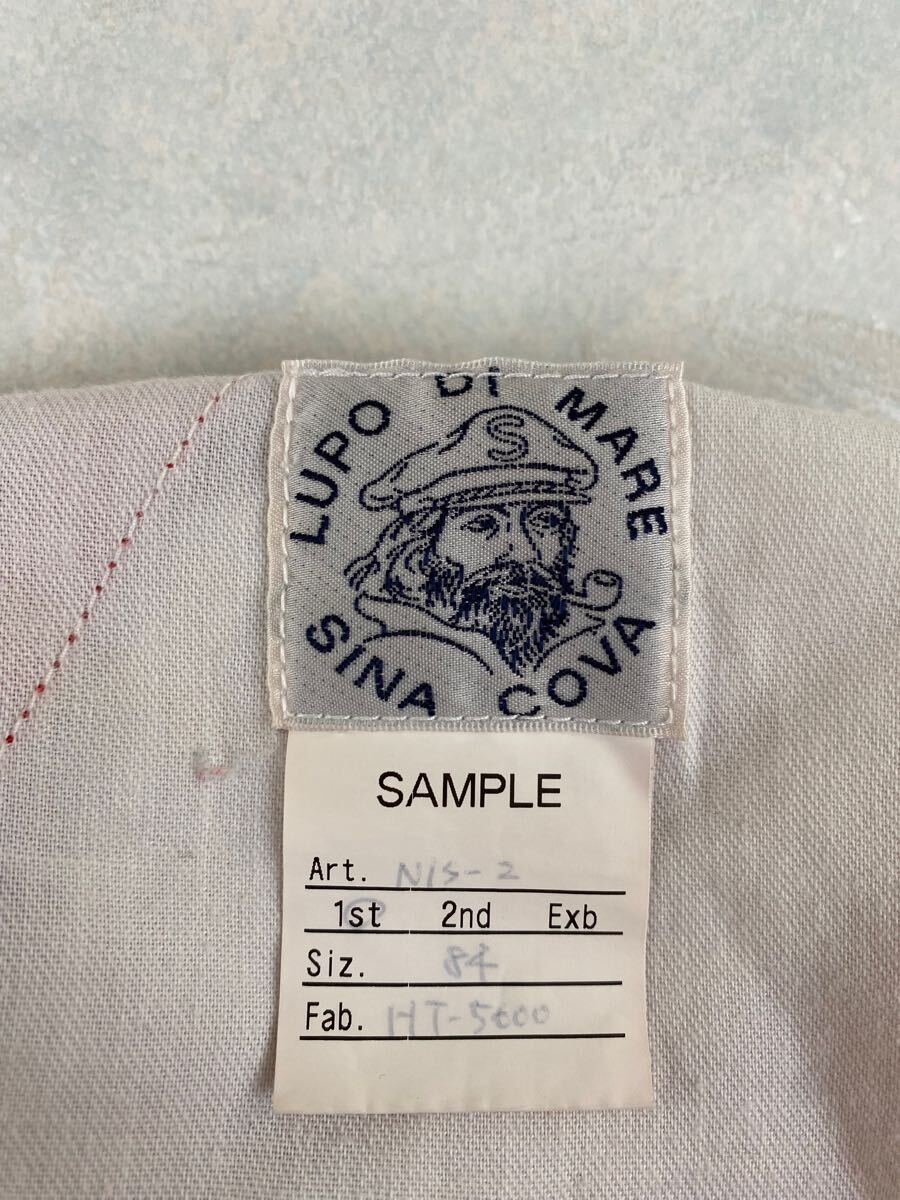 LUPO DI MARE
S
SINA COVA
SAMPLE
Art. NIS-2
1st 2nd Exb
Siz. 84
Fab. HT-5000